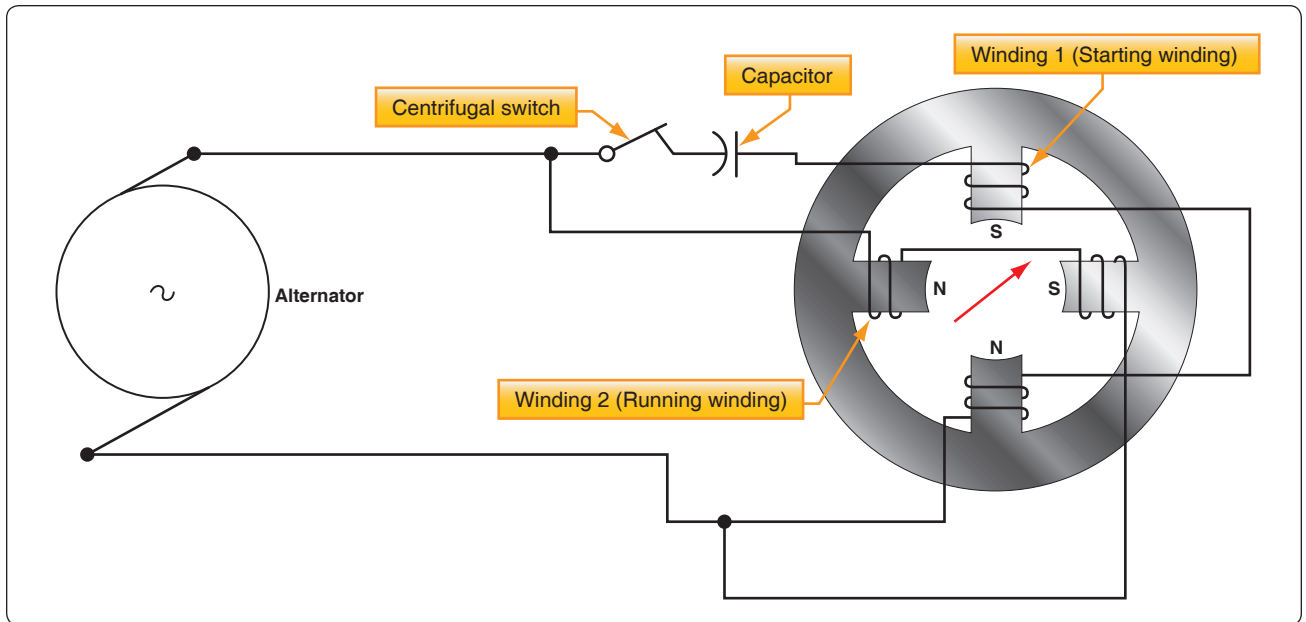 Winding 1 (Starting winding)
Capacitor
Centrifugal switch
S
Alternator
N
S
N
Winding 2 (Running winding)